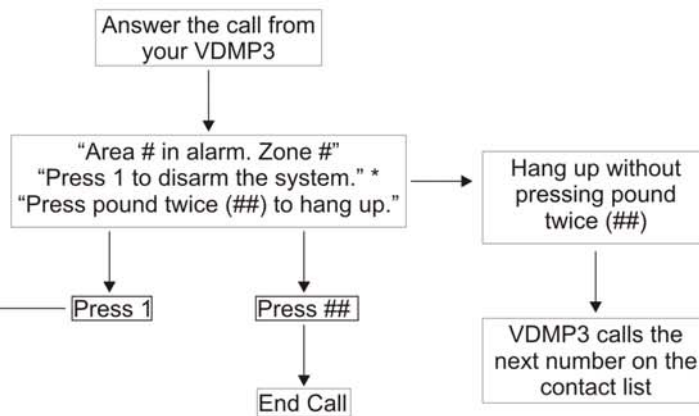 Answer the call from
your VDMP3
“Area # in alarm. Zone #”
“Press 1 to disarm the system.” *
“Press pound twice (##) to hang up.”
Hang up without
pressing pound
twice (##)
Press 1
Press ##
VDMP3 calls the
next number on the
contact list
End Call